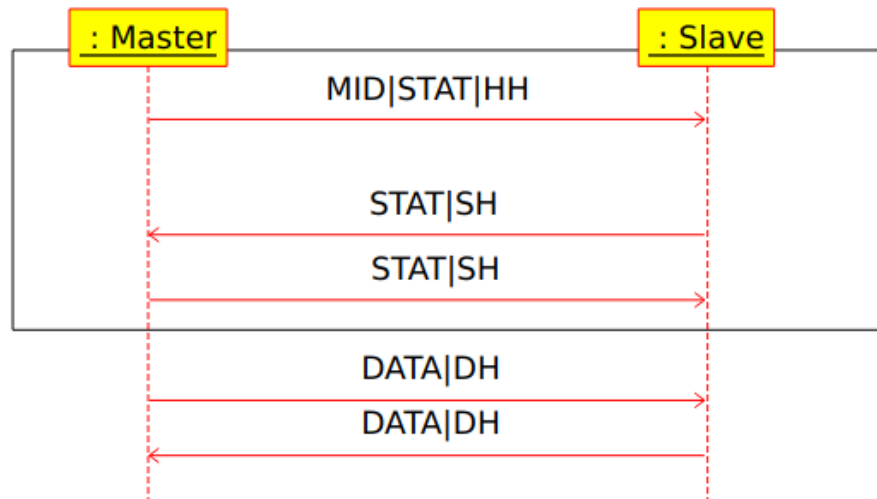 : Master
: Slave
MID|STAT|HH
STAT|SH
STAT|SH
DATA|DH
DATA|DH